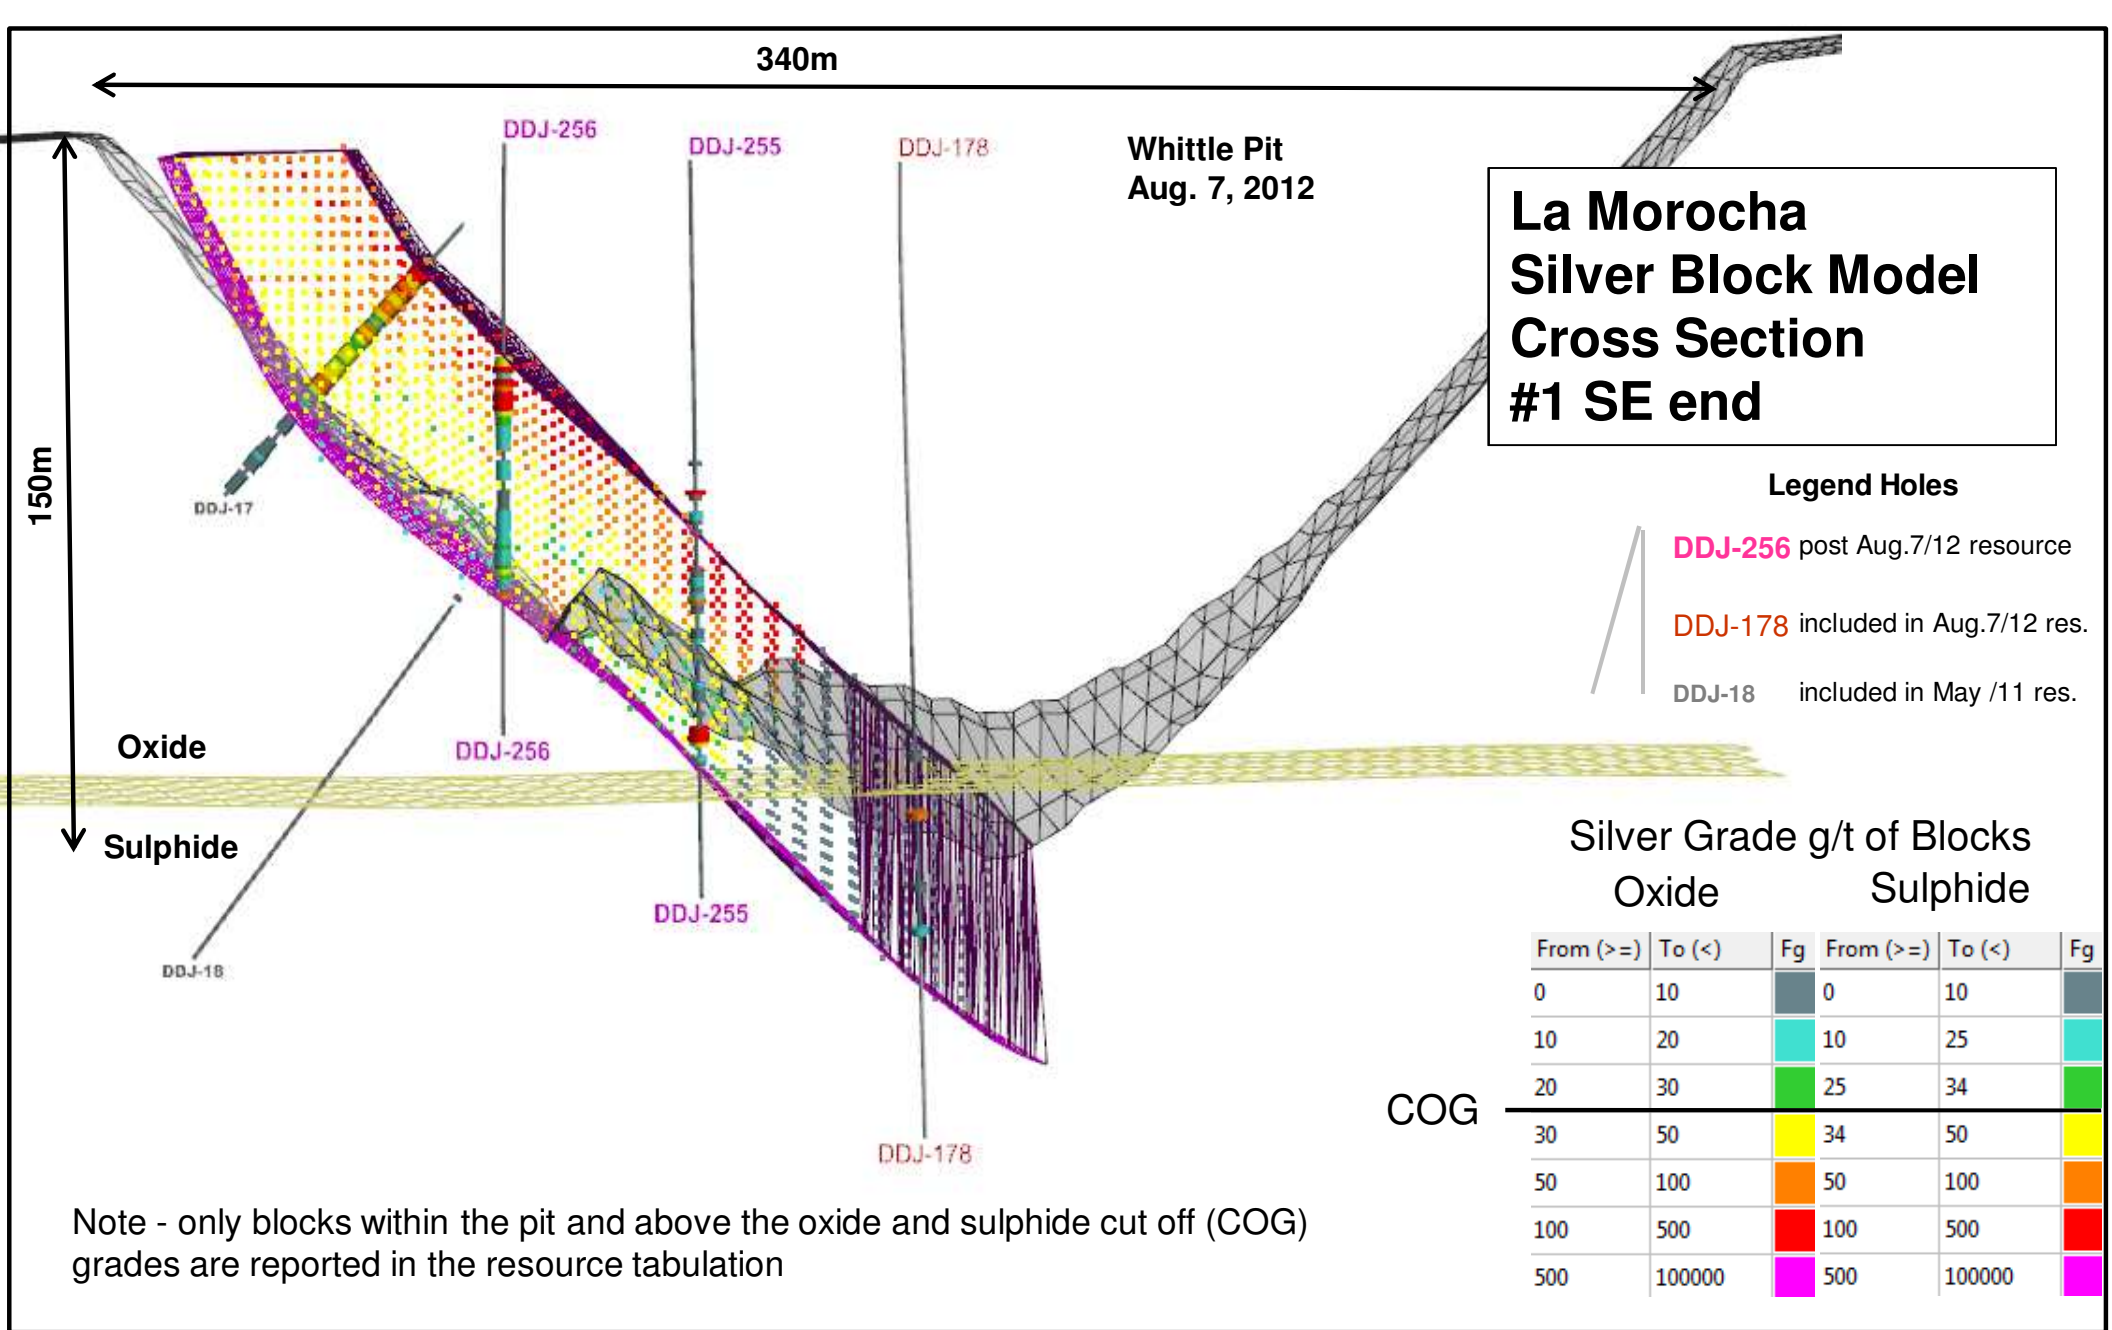 340m
DDJ-256
DDJ-255
DDJ-178
Whittle Pit
Aug. 7, 2012
La Morocha
Silver Block Model
Cross Section
#1 SE end
150m
DDJ-17
Legend Holes
DDJ-256 post Aug.7/12 resource
DDJ-178 included in Aug.7/12 res.
DDJ-18 included in May /11 res.
Oxide
DDJ-256
Sulphide
DDJ-255
DDJ-18
DDJ-178
Silver Grade g/t of Blocks
Oxide Sulphide
From (>=) To (<) Fg From (>=) To (<) Fg
0 10 0 10
10 20 10 25
20 30 25 34
COG
30 50 34 50
50 100 50 100
100 500 100 500
500 100000 500 100000
Note - only blocks within the pit and above the oxide and sulphide cut off (COG)
grades are reported in the resource tabulation